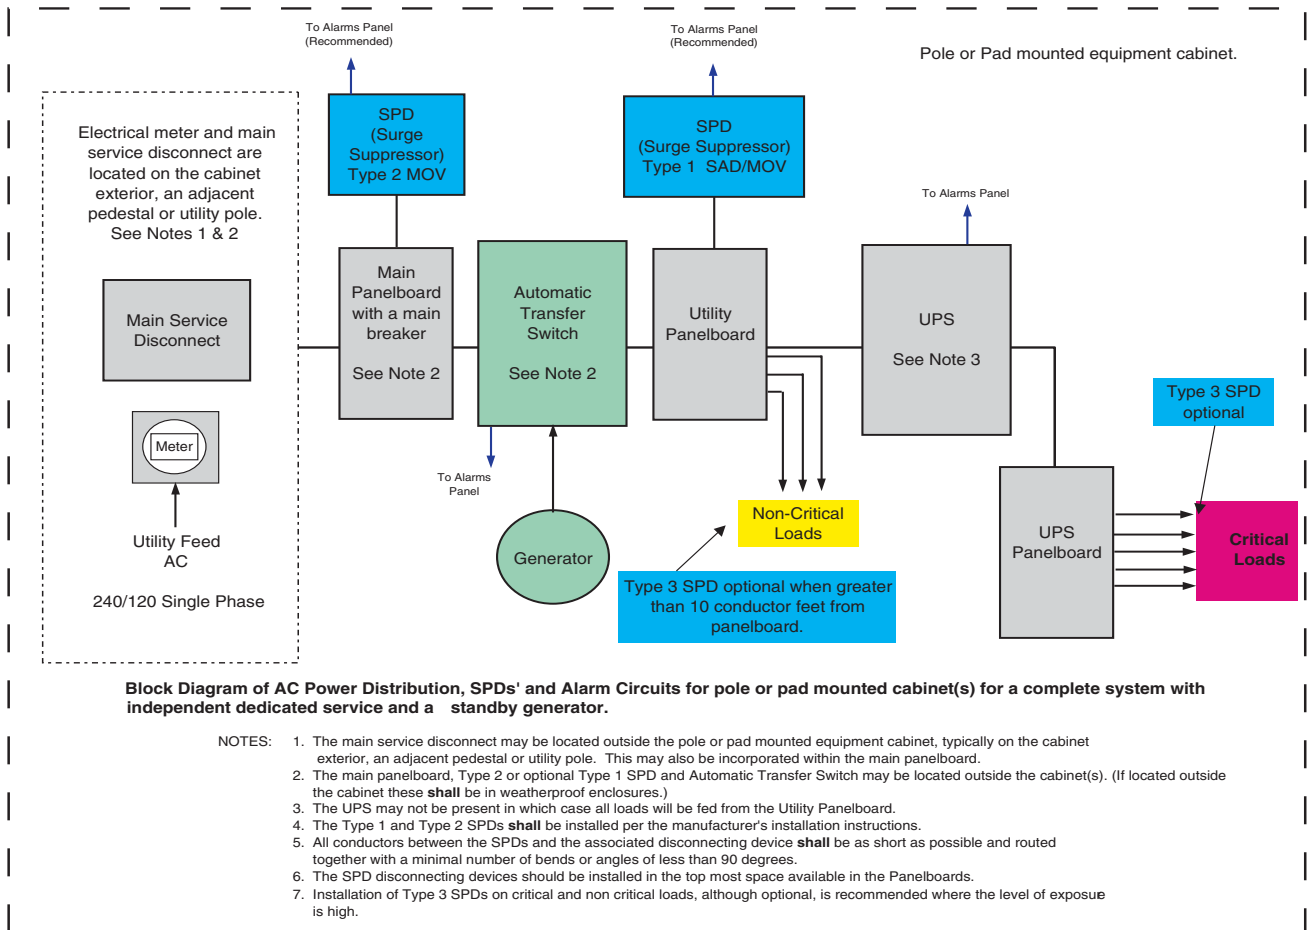 To Alarms Panel
(Recommended)
To Alarms Panel
(Recommended)
Pole or Pad mounted equipment cabinet.
Electrical meter and main
service disconnect are
located on the cabinet
exterior, an adjacent
pedestal or utility pole.
See Notes 1 & 2
SPD
(Surge
Suppressor)
Type 2 MOV
SPD
(Surge Suppressor)
Type 1 SAD/MOV
To Alarms Panel
Main Service
Disconnect
Main
Panelboard
with a main
breaker
See Note 2
Automatic
Transfer
Switch
See Note 2
Utility
Panelboard
UPS
See Note 3
Type 3 SPD
optional
Meter
To Alarms
Panel
Utility Feed
AC
240/120 Single Phase
Generator
Non-Critical
Loads
Type 3 SPD optional when greater
than 10 conductor feet from
panelboard.
UPS
Panelboard
Critical
Loads
Block Diagram of AC Power Distribution, SPDs' and Alarm Circuits for pole or pad mounted cabinet(s) for a complete system with
independent dedicated service and a standby generator.
NOTES: 1. The main service disconnect may be located outside the pole or pad mounted equipment cabinet, typically on the cabinet
exterior, an adjacent pedestal or utility pole. This may also be incorporated within the main panelboard.
2. The main panelboard, Type 2 or optional Type 1 SPD and Automatic Transfer Switch may be located outside the cabinet(s). (If located outside
the cabinet these shall be in weatherproof enclosures.)
3. The UPS may not be present in which case all loads will be fed from the Utility Panelboard.
4. The Type 1 and Type 2 SPDs shall be installed per the manufacturer's installation instructions.
5. All conductors between the SPDs and the associated disconnecting device shall be as short as possible and routed
together with a minimal number of bends or angles of less than 90 degrees.
6. The SPD disconnecting devices should be installed in the top most space available in the Panelboards.
7. Installation of Type 3 SPDs on critical and non critical loads, although optional, is recommended where the level of exposure
is high.